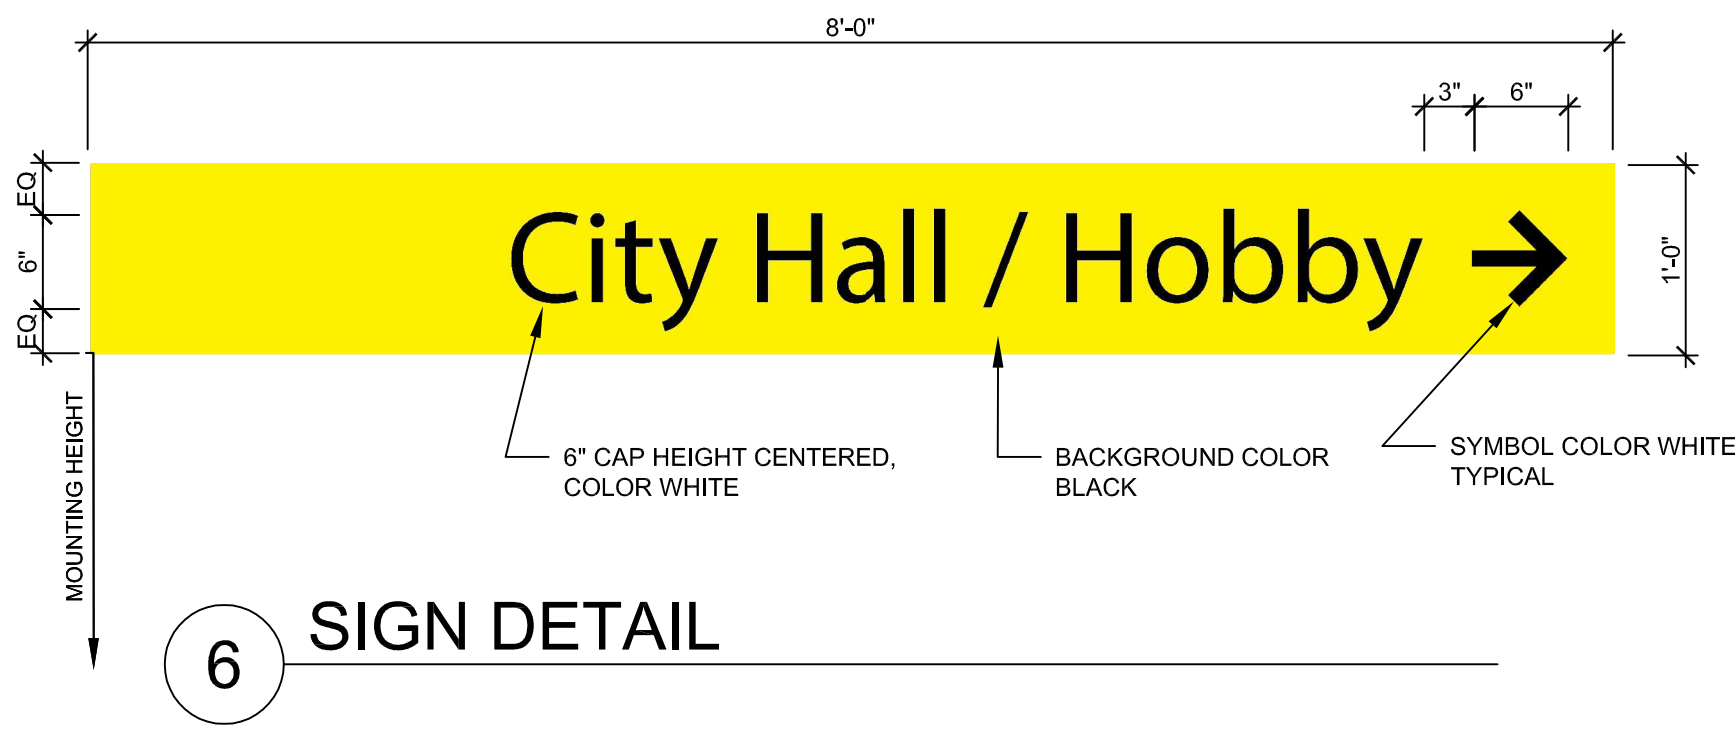 8'-0"
3" 6"
EQ
6"
EQ
City Hall / Hobby →
1'-0"
MOUNTING HEIGHT
6" CAP HEIGHT CENTERED,
COLOR WHITE
BACKGROUND COLOR
BLACK
SYMBOL COLOR WHITE
TYPICAL
6 SIGN DETAIL